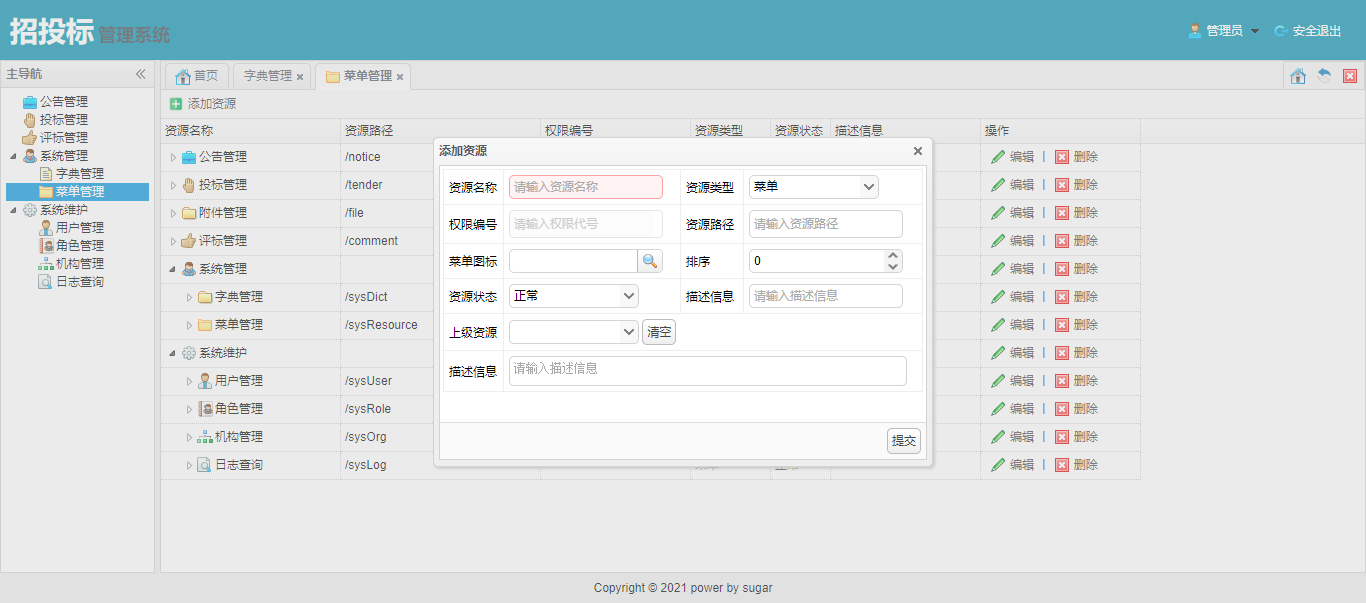 招投标 管理系统
管理员 安全退出
主导航
公告管理
投标管理
评标管理
系统管理
字典管理
菜单管理
系统维护
用户管理
角色管理
机构管理
日志查询
首页 字典管理 菜单管理
添加资源
资源名称 资源路径 权限编号 资源类型 资源状态 描述信息 操作
公告管理 /notice 编辑 | 删除
投标管理 /tender 编辑 | 删除
附件管理 /file 编辑 | 删除
评标管理 /comment 编辑 | 删除
系统管理 编辑 | 删除
字典管理 /sysDict 编辑 | 删除
菜单管理 /sysResource 编辑 | 删除
系统维护 编辑 | 删除
用户管理 /sysUser 编辑 | 删除
角色管理 /sysRole 编辑 | 删除
机构管理 /sysOrg 编辑 | 删除
日志查询 /sysLog 编辑 | 删除
添加资源
资源名称 请输入资源名称 资源类型 菜单
权限编号 请输入权限代号 资源路径 请输入资源路径
菜单图标 排序 0
资源状态 正常 描述信息 请输入描述信息
上级资源 清空
描述信息 请输入描述信息
提交
Copyright © 2021 power by sugar